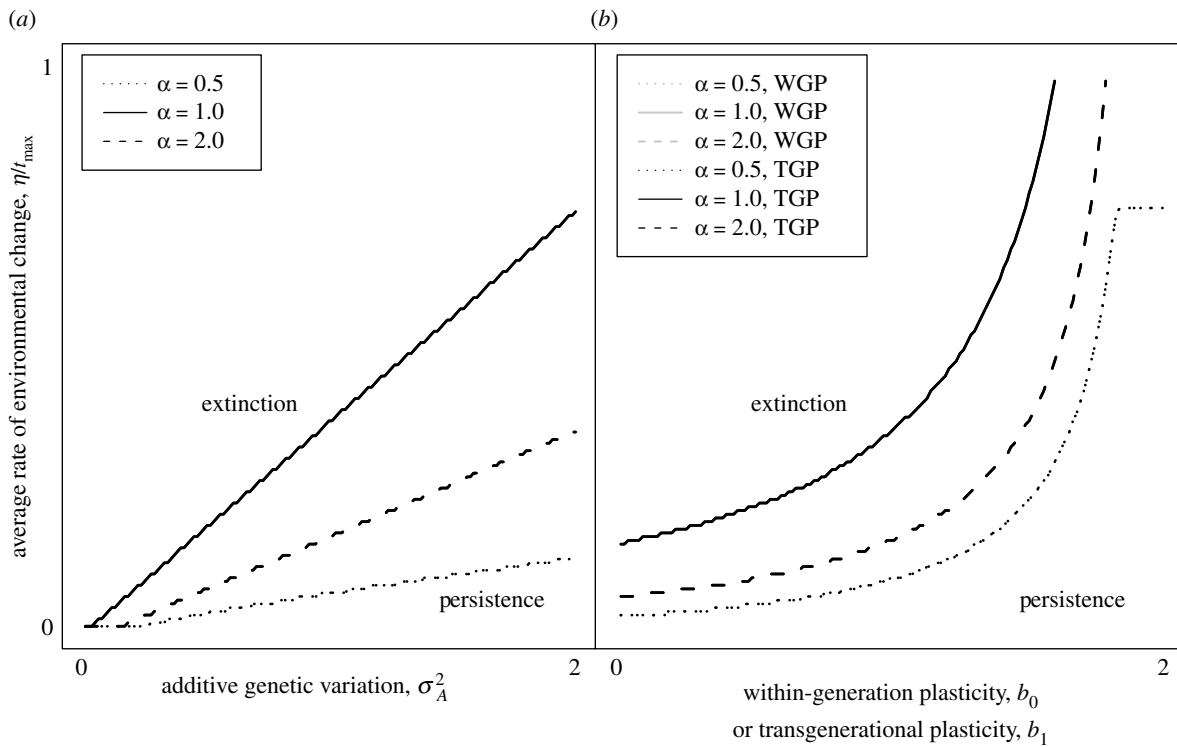 (a)
1
α = 0.5
α = 1.0
α = 2.0
average rate of environmental change, η/t_max
extinction
persistence
0
0
2
additive genetic variation, σ_A^2
(b)
α = 0.5, WGP
α = 1.0, WGP
α = 2.0, WGP
α = 0.5, TGP
α = 1.0, TGP
α = 2.0, TGP
extinction
persistence
0
2
within-generation plasticity, b_0
or transgenerational plasticity, b_1